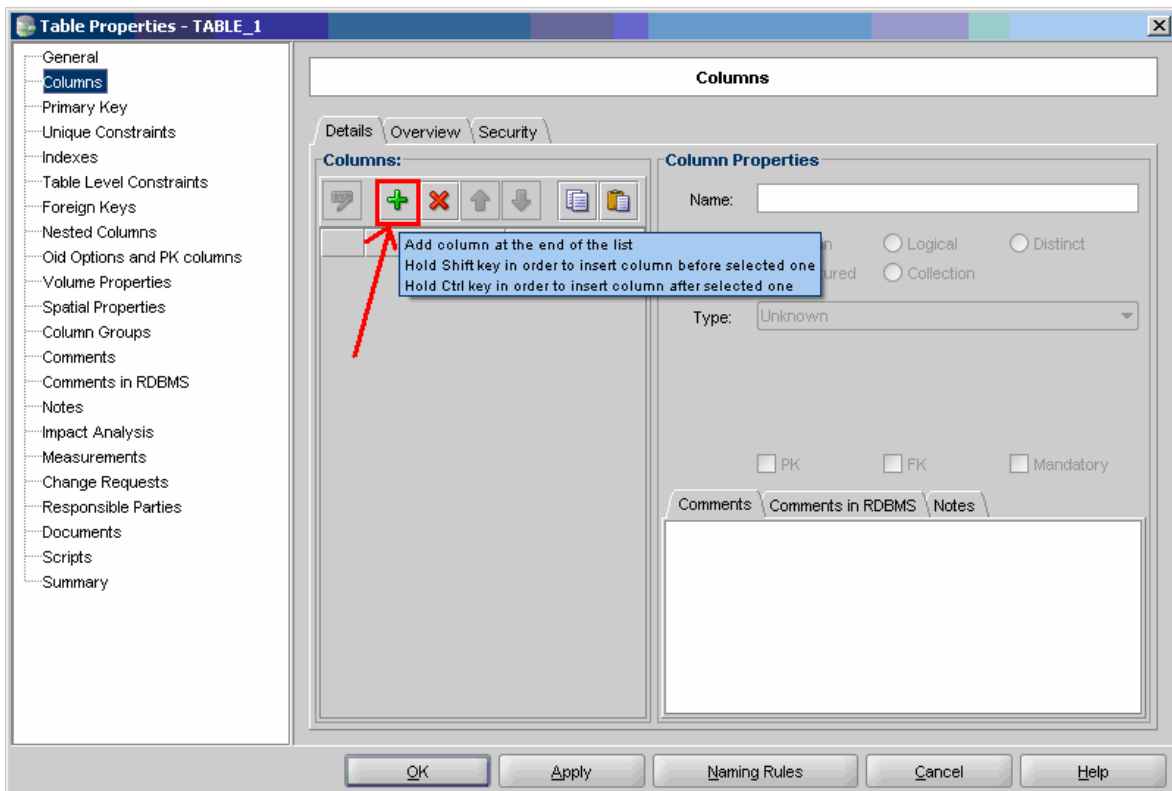 Table Properties - TABLE_1
General
Columns
Primary Key
Unique Constraints
Indexes
Table Level Constraints
Foreign Keys
Nested Columns
Oid Options and PK columns
Volume Properties
Spatial Properties
Column Groups
Comments
Comments in RDBMS
Notes
Impact Analysis
Measurements
Change Requests
Responsible Parties
Documents
Scripts
Summary
Columns
Details Overview Security
Columns:
Add column at the end of the list
Hold Shift key in order to insert column before selected one
Hold Ctrl key in order to insert column after selected one
Column Properties
Name:
Logical Distinct
Collection
Type: Unknown
PK FK Mandatory
Comments Comments in RDBMS Notes
OK Apply Naming Rules Cancel Help